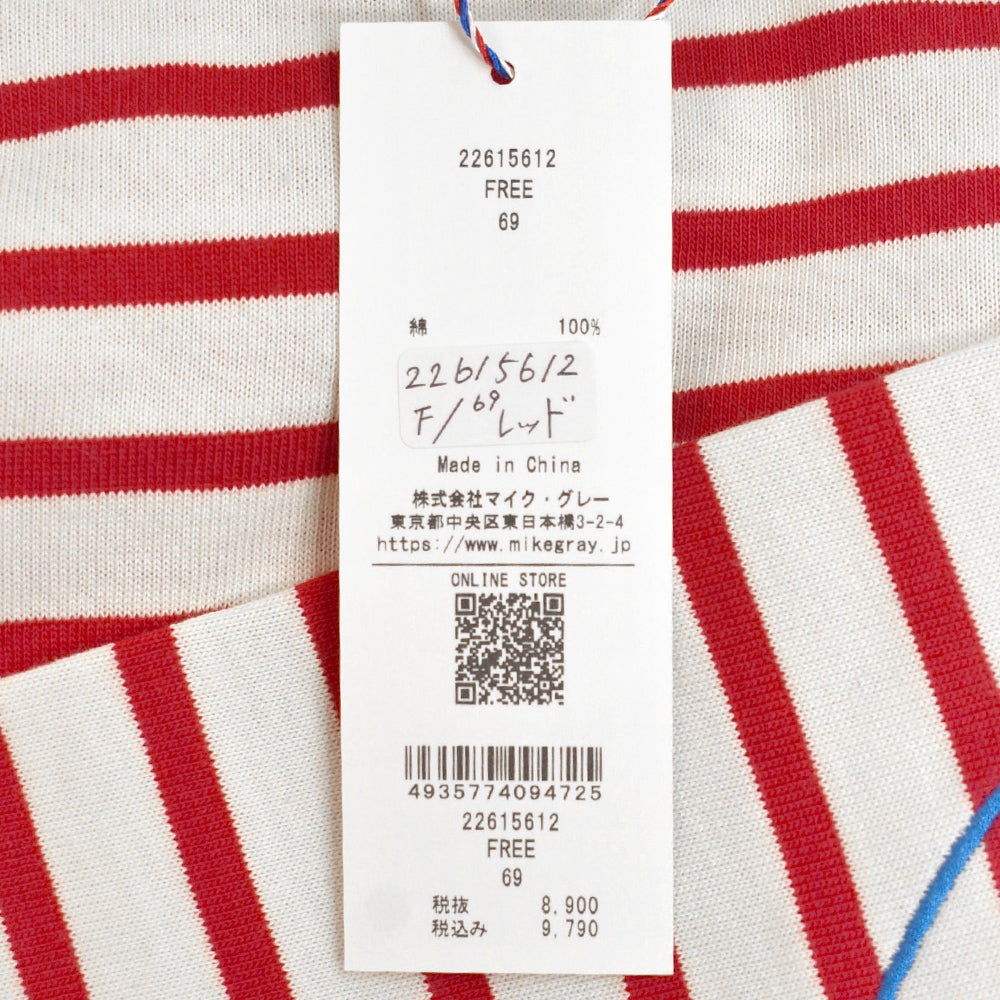 22615612
FREE
69
綿 100%
22615612
F/69レッド
Made in China
株式会社マイク・グレー
東京都中央区東日本橋3-2-4
https://www.mikegray.jp
ONLINE STORE
4935774094725
22615612
FREE
69
税抜 8,900
税込み 9,790